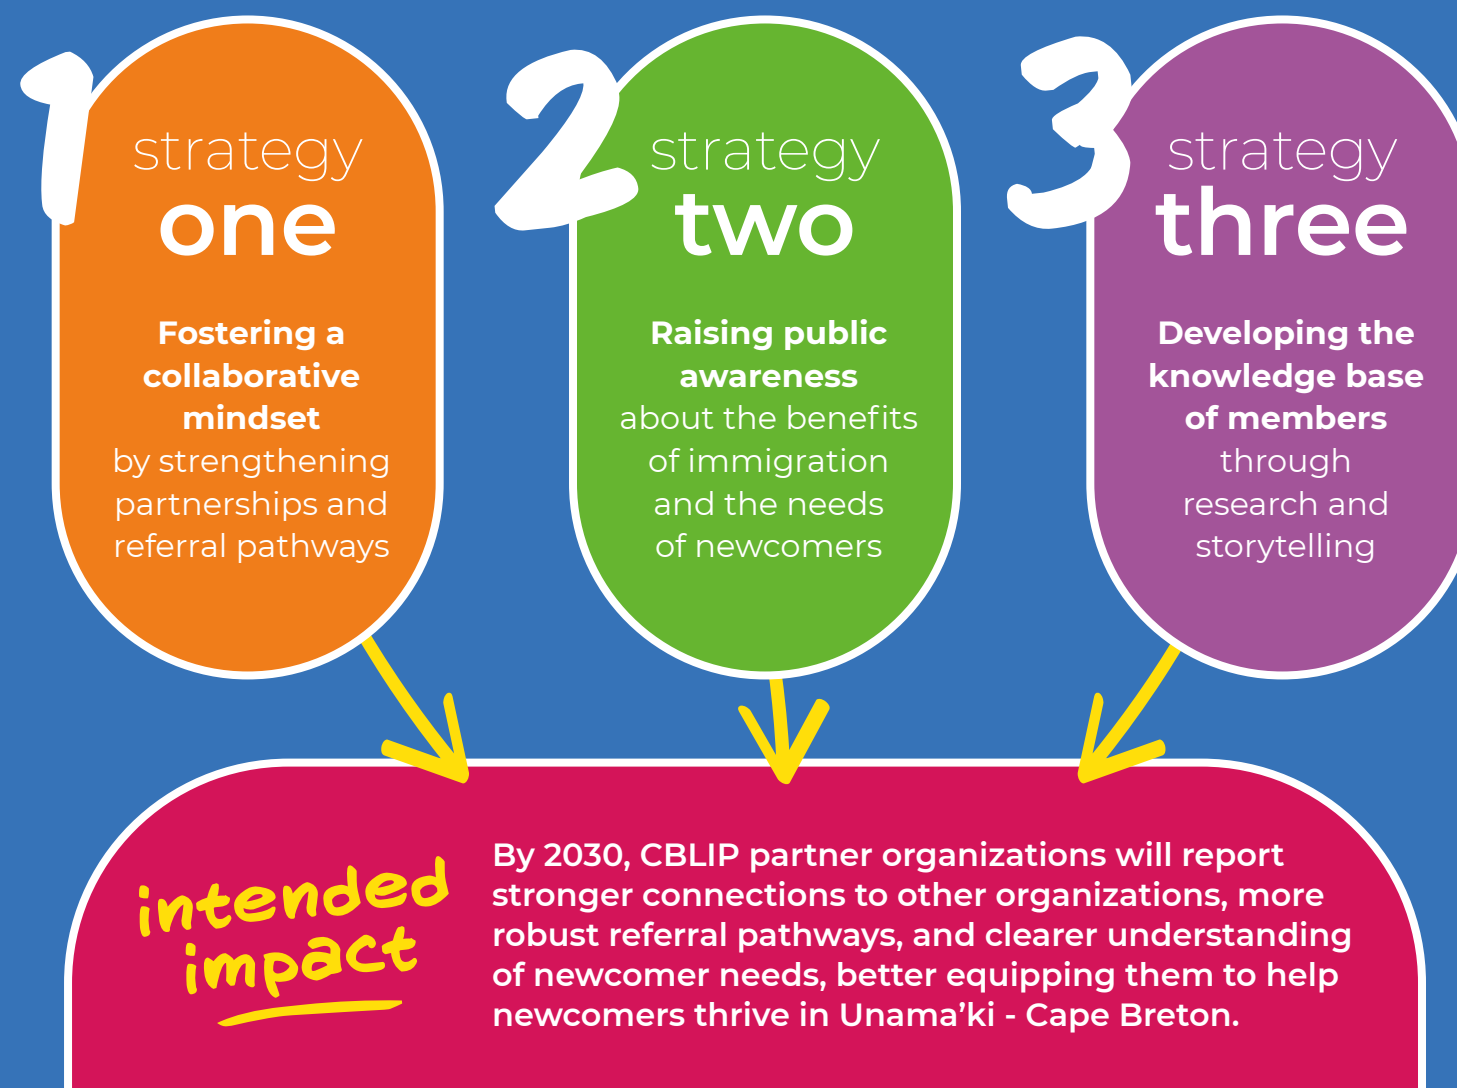 1
strategy
one
Fostering a
collaborative
mindset
by strengthening
partnerships and
referral pathways
2
strategy
two
Raising public
awareness
about the benefits
of immigration
and the needs
of newcomers
3
strategy
three
Developing the
knowledge base
of members
through
research and
storytelling
intended
impact
By 2030, CBLIP partner organizations will report
stronger connections to other organizations, more
robust referral pathways, and clearer understanding
of newcomer needs, better equipping them to help
newcomers thrive in Unama’ki - Cape Breton.